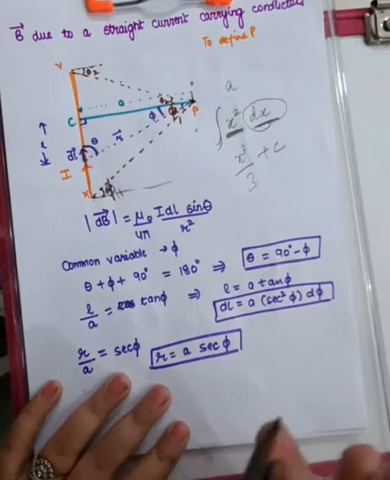 B⃗ due to a straight current carrying conductor
To define P
Y
a
C
a
P
φ
l
r⃗
θ
dl
I
X
a
∫ x² dx
x³/3 + c
|dB⃗| = μ₀/4π Idl sinθ/r²
Common variable → φ
θ + φ + 90° = 180° ⇒ θ = 90° - φ
l/a = tanφ ⇒ l = a tanφ
dl = a (sec²φ) dφ
r/a = secφ r = a secφ